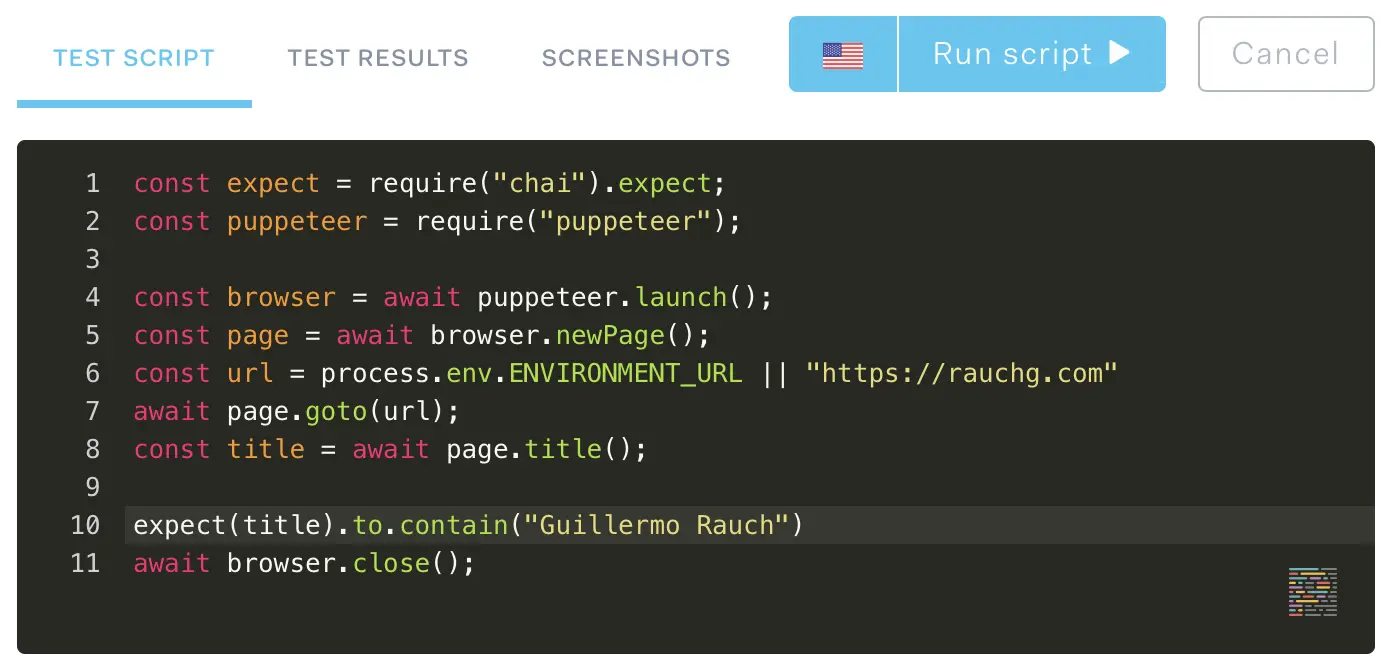 TEST SCRIPT TEST RESULTS SCREENSHOTS Run script Cancel
1 const expect = require("chai").expect;
2 const puppeteer = require("puppeteer");
3
4 const browser = await puppeteer.launch();
5 const page = await browser.newPage();
6 const url = process.env.ENVIRONMENT_URL || "https://rauchg.com"
7 await page.goto(url);
8 const title = await page.title();
9
10 expect(title).to.contain("Guillermo Rauch")
11 await browser.close();